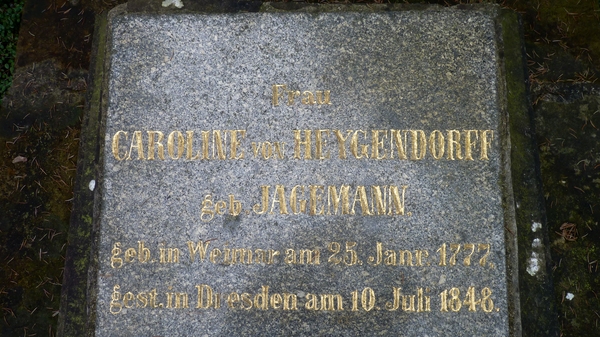 Frau
CAROLINE von HEYGENDORFF
geb. JAGEMANN.
geb. in Weimar am 25. Janr. 1777.
gest. in Dresden am 10. Juli 1848.